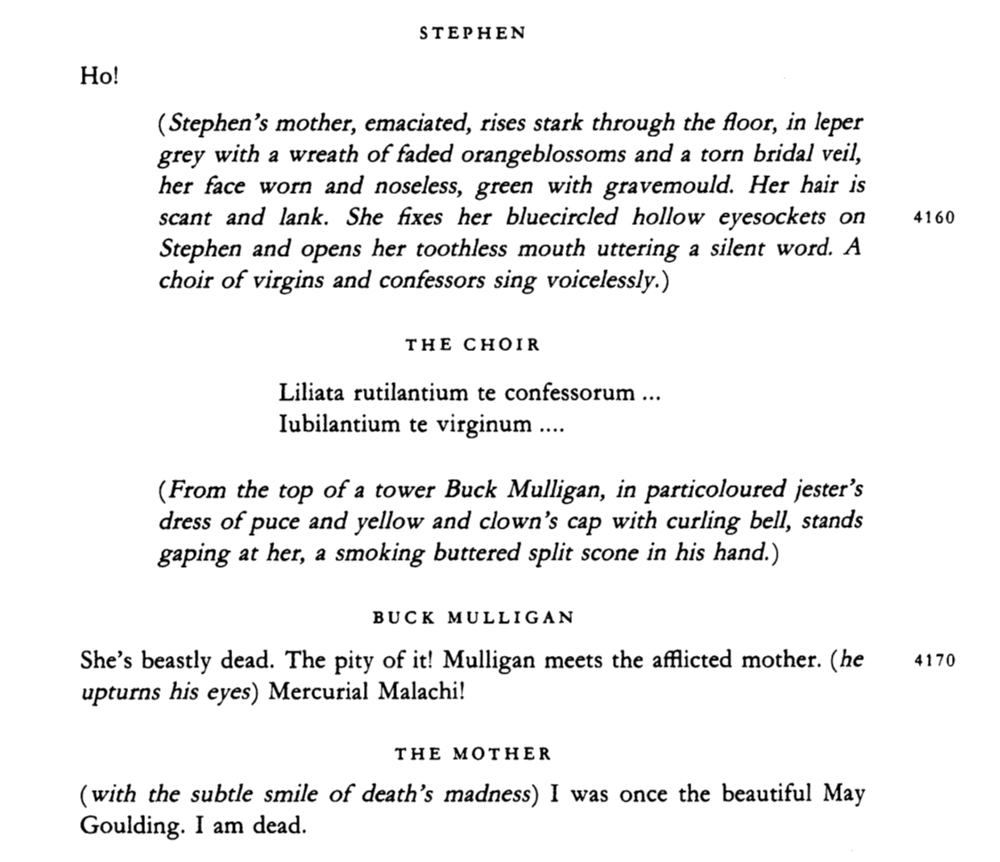 STEPHEN
Ho!
(Stephen's mother, emaciated, rises stark through the floor, in leper
grey with a wreath of faded orangeblossoms and a torn bridal veil,
her face worn and noseless, green with gravemould. Her hair is
scant and lank. She fixes her bluecircled hollow eyesockets on 4160
Stephen and opens her toothless mouth uttering a silent word. A
choir of virgins and confessors sing voicelessly.)
THE CHOIR
Liliata rutilantium te confessorum ...
Iubilantium te virginum ....
(From the top of a tower Buck Mulligan, in particoloured jester's
dress of puce and yellow and clown's cap with curling bell, stands
gaping at her, a smoking buttered split scone in his hand.)
BUCK MULLIGAN
She's beastly dead. The pity of it! Mulligan meets the afflicted mother. (he 4170
upturns his eyes) Mercurial Malachi!
THE MOTHER
(with the subtle smile of death's madness) I was once the beautiful May
Goulding. I am dead.